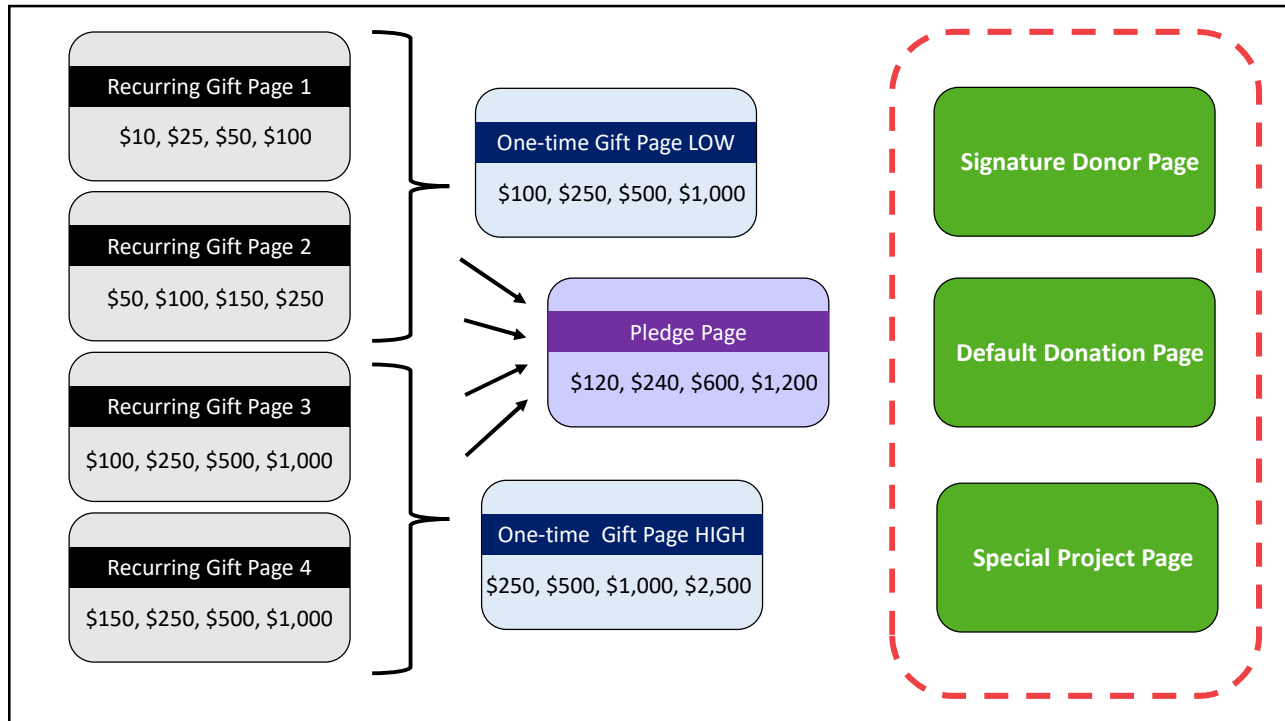 Recurring Gift Page 1
$10, $25, $50, $100
Recurring Gift Page 2
$50, $100, $150, $250
Recurring Gift Page 3
$100, $250, $500, $1,000
Recurring Gift Page 4
$150, $250, $500, $1,000
One-time Gift Page LOW
$100, $250, $500, $1,000
Pledge Page
$120, $240, $600, $1,200
One-time  Gift Page HIGH
$250, $500, $1,000, $2,500
Signature Donor Page
Default Donation Page
Special Project Page